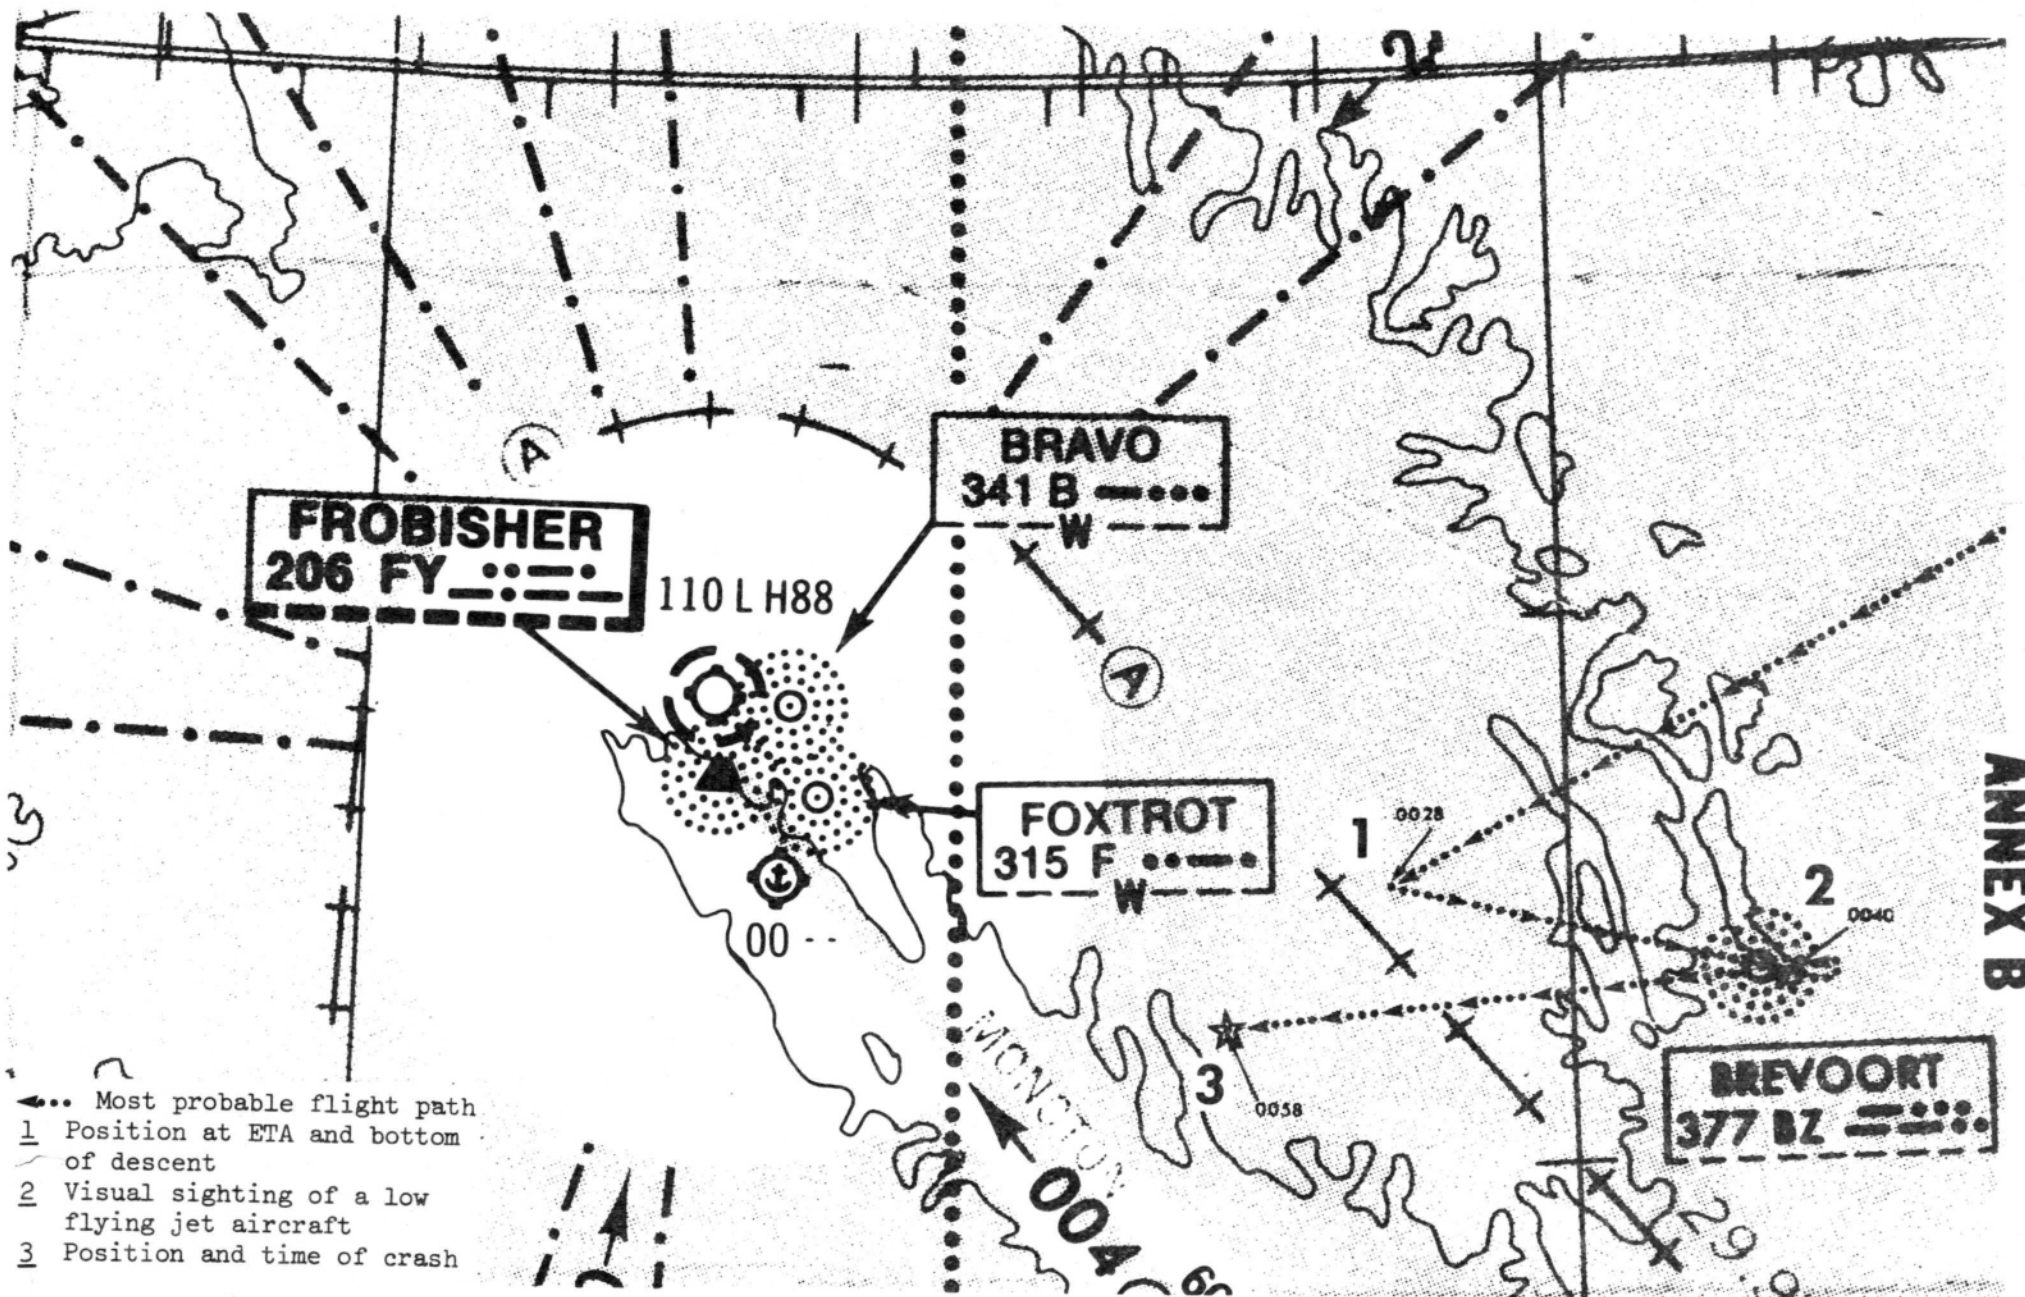 A
FROBISHER
206 FY
110 L H88
BRAVO
341 B
W
A
FOXTROT
315 F
W
1
0028
2
0040
ANNEX B
00 --
MONSTON
004
3
0058
BREVOORT
377 BZ
29
Most probable flight path
1 Position at ETA and bottom
of descent
2 Visual sighting of a low
flying jet aircraft
3 Position and time of crash